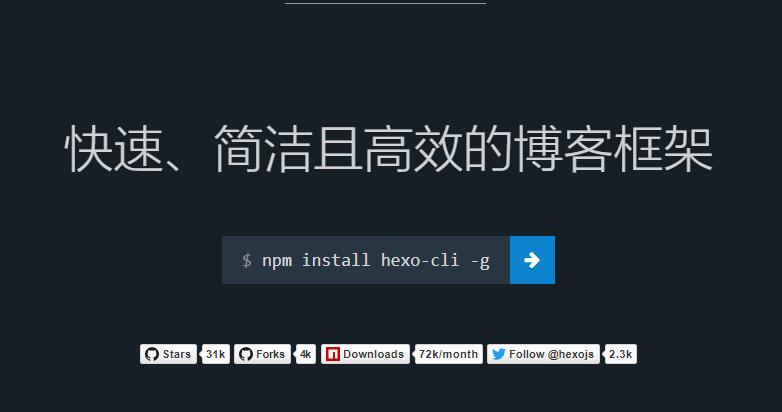 快速、简洁且高效的博客框架
$ npm install hexo-cli -g
Stars 31k Forks 4k Downloads 72k/month Follow @hexojs 2.3k